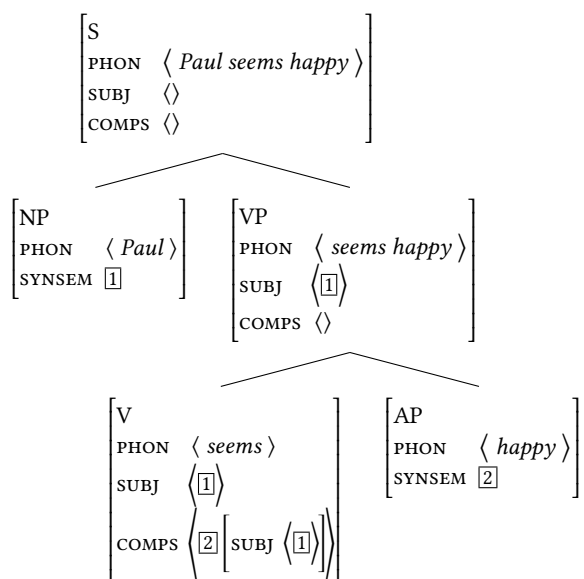 S
PHON ⟨ Paul seems happy ⟩
SUBJ ⟨⟩
COMPS ⟨⟩
NP
PHON ⟨ Paul ⟩
SYNSEM 1
VP
PHON ⟨ seems happy ⟩
SUBJ ⟨1⟩
COMPS ⟨⟩
V
PHON ⟨ seems ⟩
SUBJ ⟨1⟩
COMPS ⟨2[SUBJ ⟨1⟩]⟩
AP
PHON ⟨ happy ⟩
SYNSEM 2